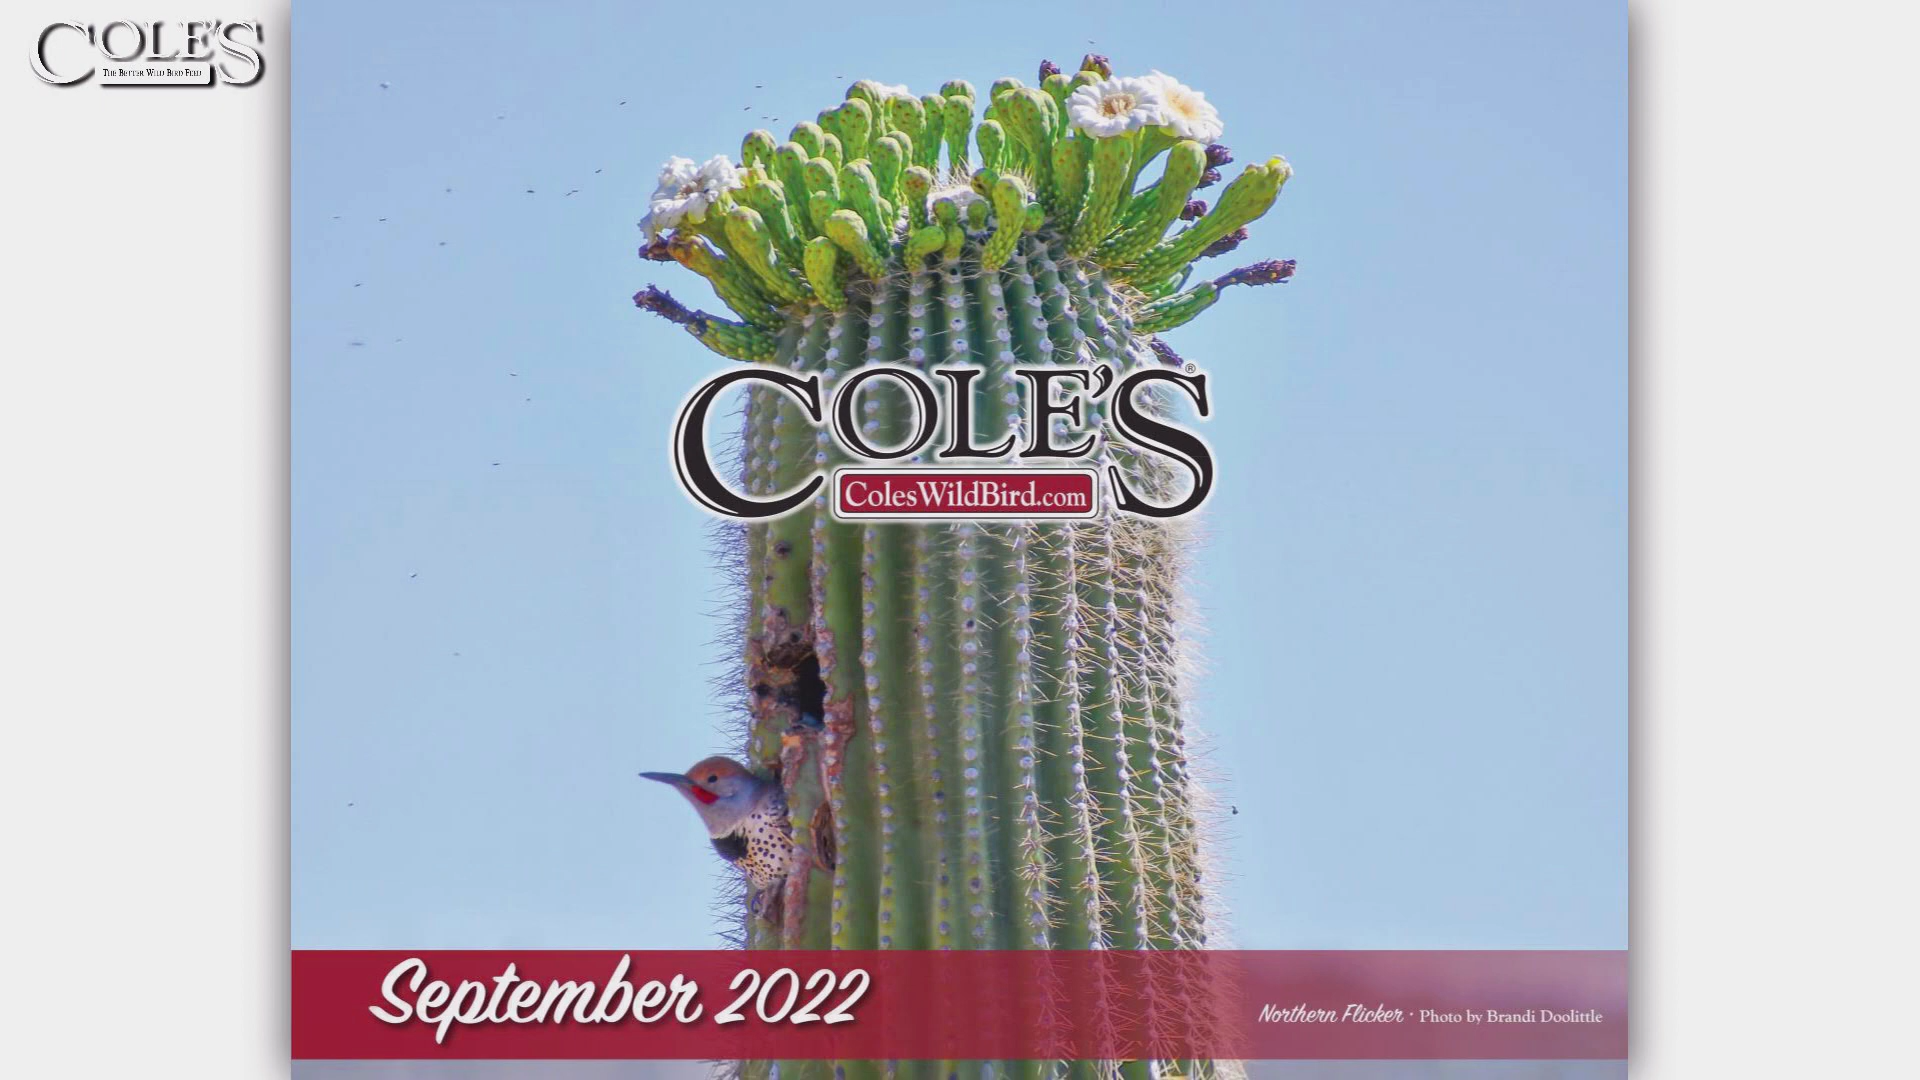 COLE'S
The Better Wild Bird Feed
COLE'S®
ColesWildBird.com
September 2022
Northern Flicker · Photo by Brandi Doolittle